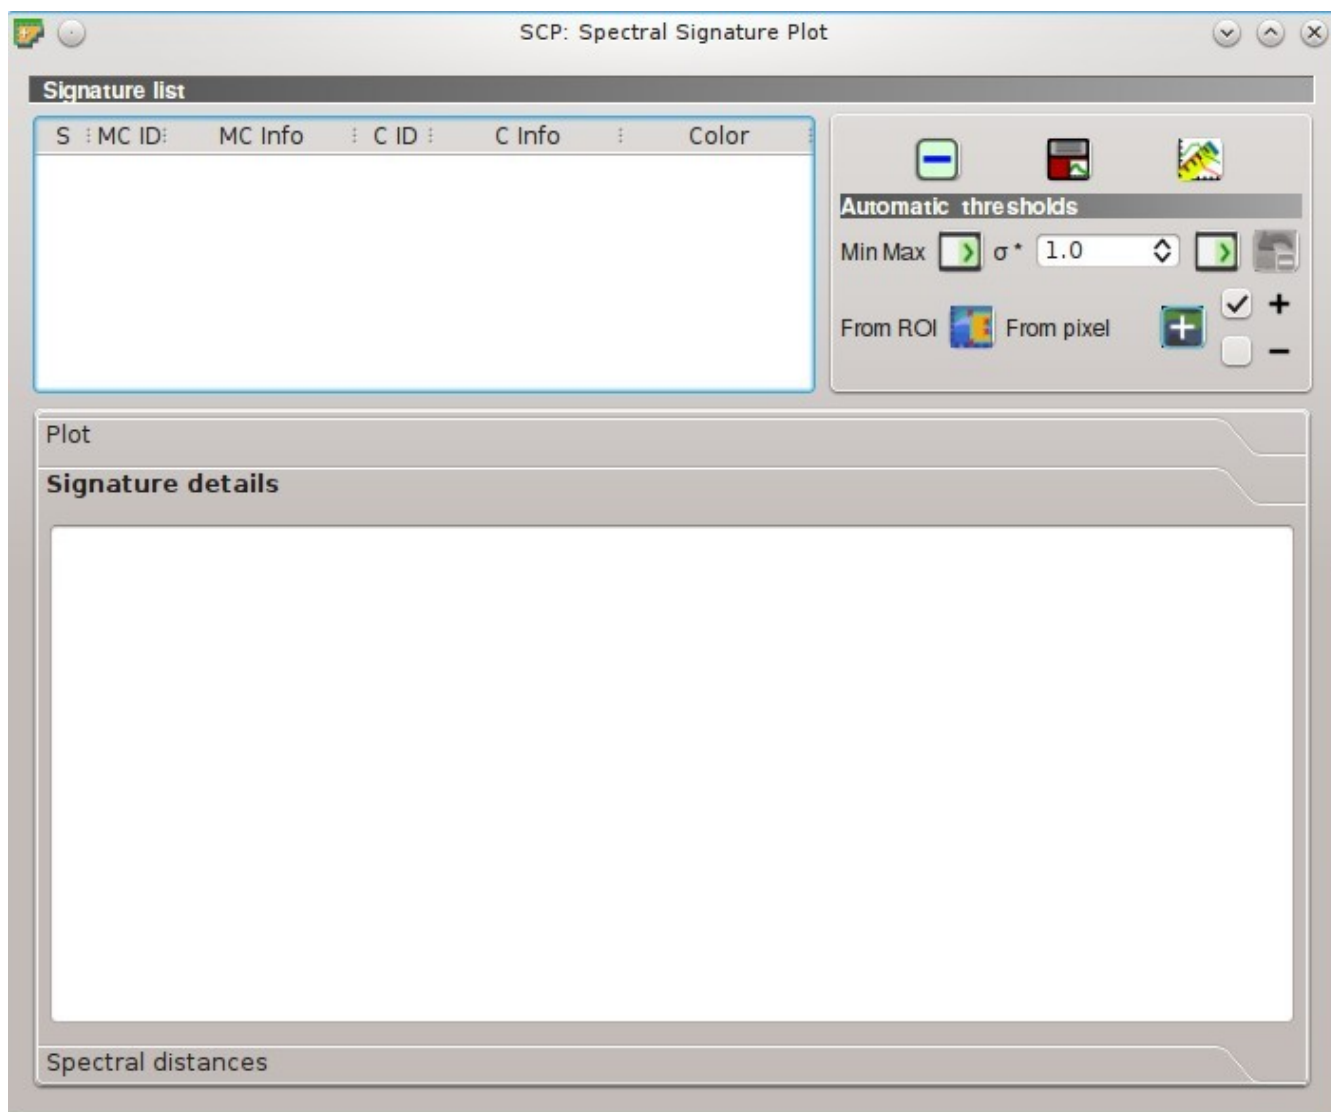 SCP: Spectral Signature Plot
Signature list
S MC ID MC Info C ID C Info Color
Automatic thresholds
Min Max σ * 1.0
From ROI From pixel + −
Plot
Signature details
Spectral distances